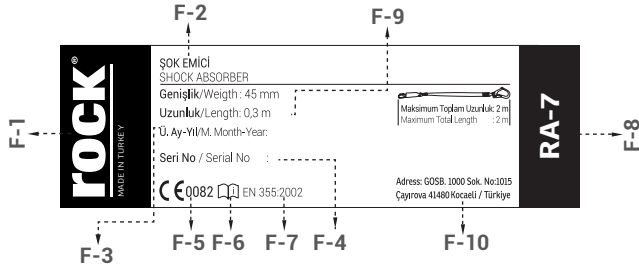 F-2
F-9
ŞOK EMİCİ
SHOCK ABSORBER
Genişlik/Weigth : 45 mm
Uzunluk/Length: 0,3 m
Ü. Ay-Yıl/M. Month-Year:
Seri No / Serial No :
CE 0082 EN 355:2002
Maksimum Toplam Uzunluk: 2 m
Maximum Total Length : 2 m
Adress: GOSB. 1000 Sok. No:1015
Çayırova 41480 Kocaeli / Türkiye
rock®
MADE IN TURKEY
RA-7
F-1
F-8
F-3
F-5
F-6
F-7
F-4
F-10